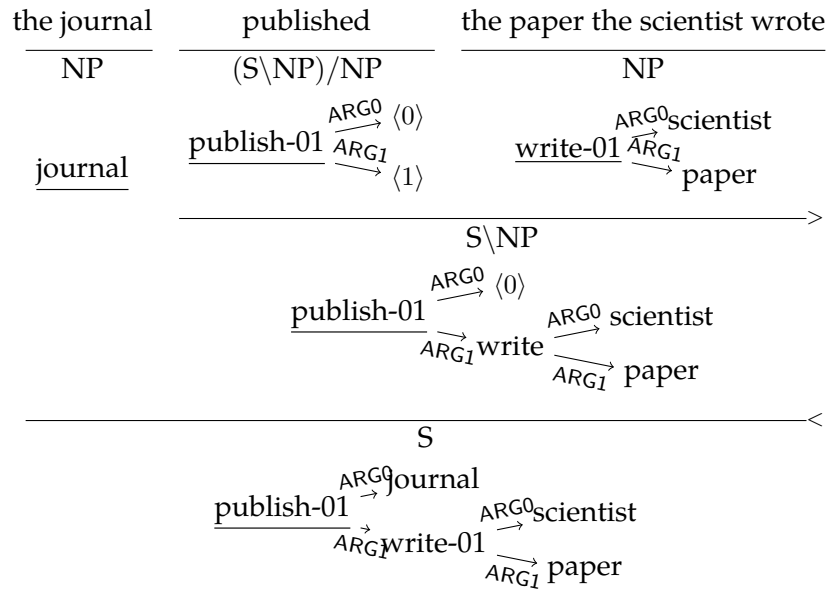 the journal published the paper the scientist wrote
NP (S\NP)/NP NP
journal publish-01 ARG0 ⟨0⟩ ARG1 ⟨1⟩ write-01 ARG0 scientist ARG1 paper
>
S\NP
publish-01 ARG0 ⟨0⟩ ARG1 write ARG0 scientist ARG1 paper
<
S
publish-01 ARG0 journal ARG1 write-01 ARG0 scientist ARG1 paper